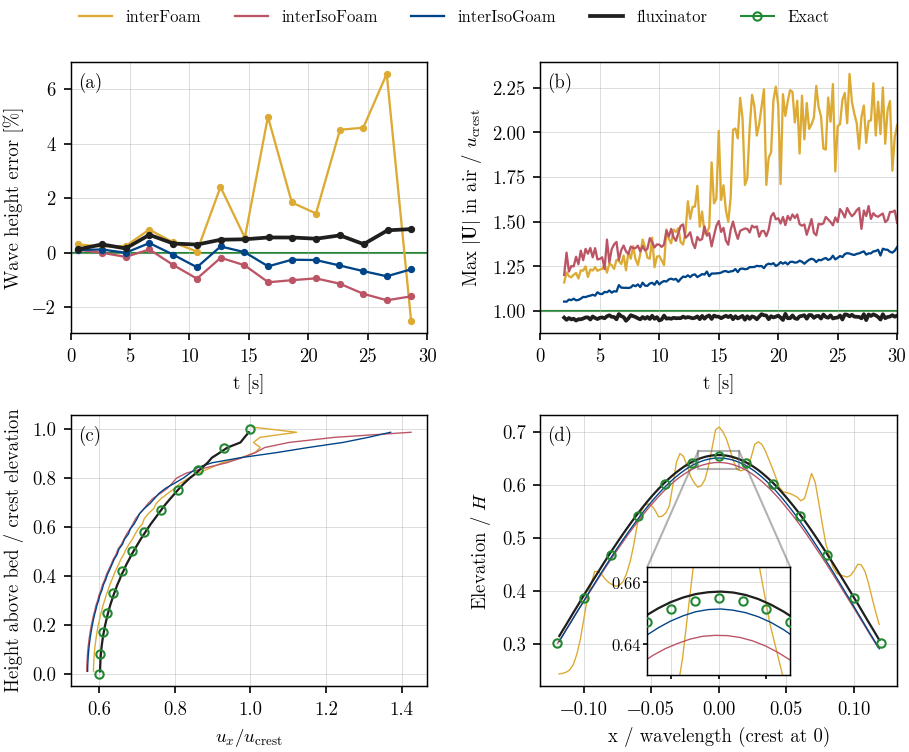 interFoam interIsoFoam interIsoGoam fluxinator Exact
(a)
Wave height error [%]
6
4
2
0
−2
0 5 10 15 20 25 30
t [s]
(b)
Max |U| in air / u_crest
2.25
2.00
1.75
1.50
1.25
1.00
0 5 10 15 20 25 30
t [s]
(c)
Height above bed / crest elevation
1.0
0.8
0.6
0.4
0.2
0.0
0.6 0.8 1.0 1.2 1.4
u_x/u_crest
(d)
Elevation / H
0.7
0.6
0.5
0.4
0.3
0.66
0.64
−0.10 −0.05 0.00 0.05 0.10
x / wavelength (crest at 0)